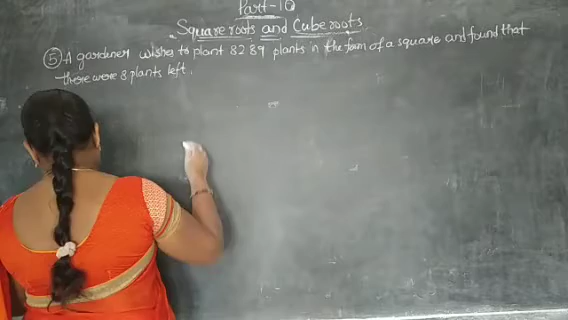 Part-10
Square roots and Cube roots.
⑤ A gardiner wishes to plant 8289 plants in the form of a square and found that
there were 8 plants left.